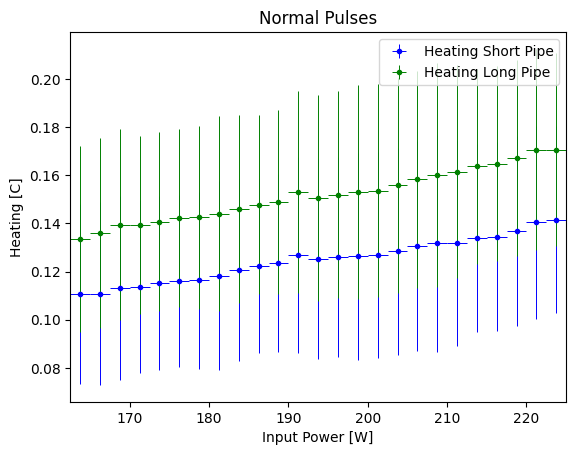 Normal Pulses
Heating Short Pipe
Heating Long Pipe
Heating [C]
0.20
0.18
0.16
0.14
0.12
0.10
0.08
170 180 190 200 210 220
Input Power [W]